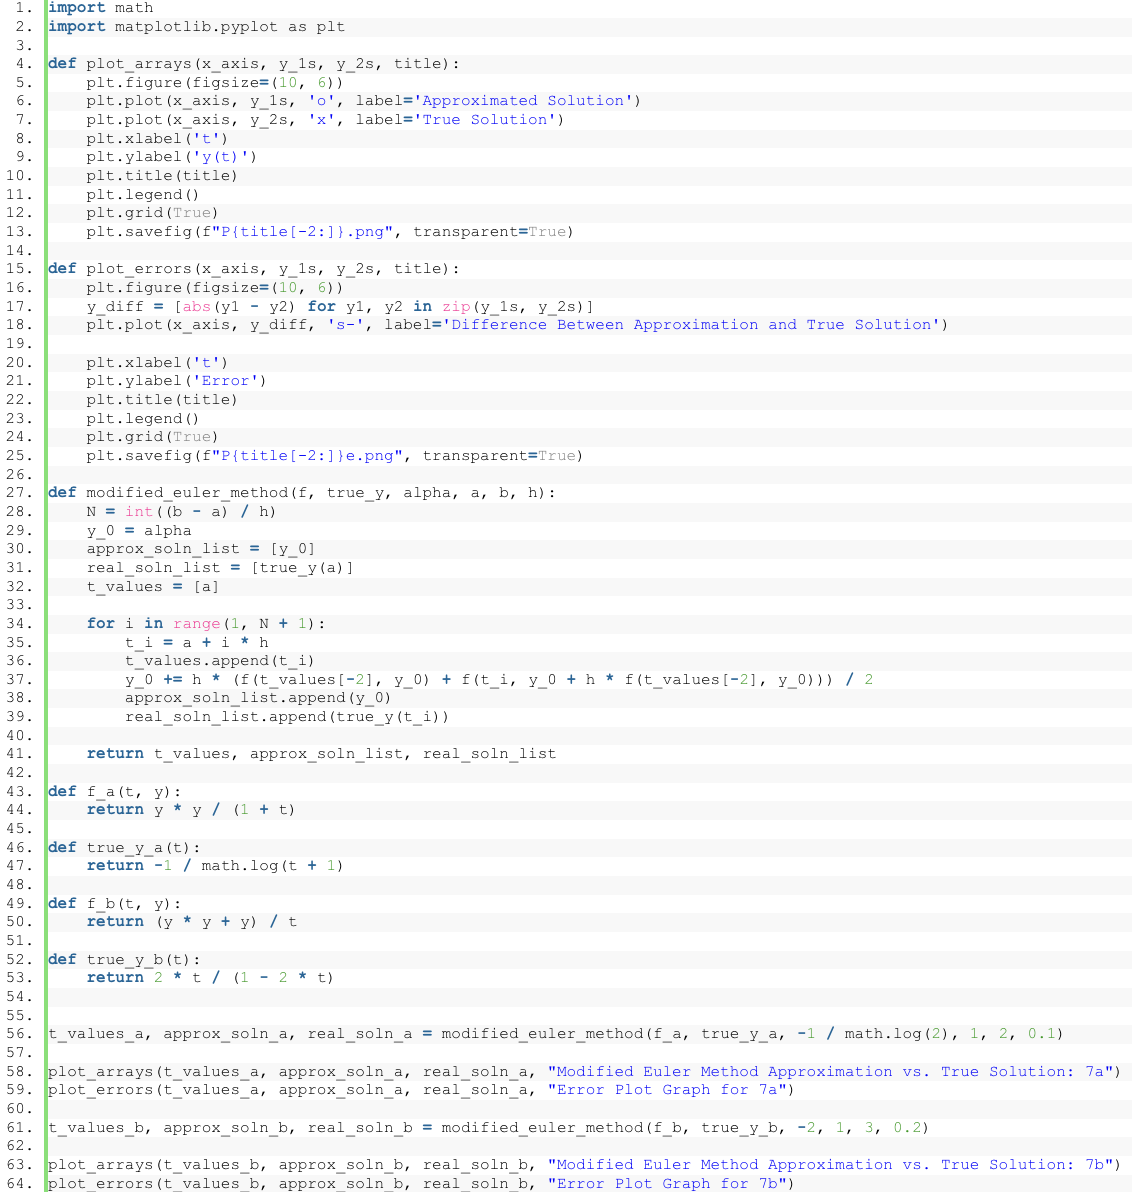 1. import math
2. import matplotlib.pyplot as plt
3.
4. def plot_arrays(x_axis, y_1s, y_2s, title):
5.     plt.figure(figsize=(10, 6))
6.     plt.plot(x_axis, y_1s, 'o', label='Approximated Solution')
7.     plt.plot(x_axis, y_2s, 'x', label='True Solution')
8.     plt.xlabel('t')
9.     plt.ylabel('y(t)')
10.     plt.title(title)
11.     plt.legend()
12.     plt.grid(True)
13.     plt.savefig(f"P{title[-2:]}.png", transparent=True)
14.
15. def plot_errors(x_axis, y_1s, y_2s, title):
16.     plt.figure(figsize=(10, 6))
17.     y_diff = [abs(y1 - y2) for y1, y2 in zip(y_1s, y_2s)]
18.     plt.plot(x_axis, y_diff, 's-', label='Difference Between Approximation and True Solution')
19.
20.     plt.xlabel('t')
21.     plt.ylabel('Error')
22.     plt.title(title)
23.     plt.legend()
24.     plt.grid(True)
25.     plt.savefig(f"P{title[-2:]}e.png", transparent=True)
26.
27. def modified_euler_method(f, true_y, alpha, a, b, h):
28.     N = int((b - a) / h)
29.     y_0 = alpha
30.     approx_soln_list = [y_0]
31.     real_soln_list = [true_y(a)]
32.     t_values = [a]
33.
34.     for i in range(1, N + 1):
35.         t_i = a + i * h
36.         t_values.append(t_i)
37.         y_0 += h * (f(t_values[-2], y_0) + f(t_i, y_0 + h * f(t_values[-2], y_0))) / 2
38.         approx_soln_list.append(y_0)
39.         real_soln_list.append(true_y(t_i))
40.
41.     return t_values, approx_soln_list, real_soln_list
42.
43. def f_a(t, y):
44.     return y * y / (1 + t)
45.
46. def true_y_a(t):
47.     return -1 / math.log(t + 1)
48.
49. def f_b(t, y):
50.     return (y * y + y) / t
51.
52. def true_y_b(t):
53.     return 2 * t / (1 - 2 * t)
54.
55.
56. t_values_a, approx_soln_a, real_soln_a = modified_euler_method(f_a, true_y_a, -1 / math.log(2), 1, 2, 0.1)
57.
58. plot_arrays(t_values_a, approx_soln_a, real_soln_a, "Modified Euler Method Approximation vs. True Solution: 7a")
59. plot_errors(t_values_a, approx_soln_a, real_soln_a, "Error Plot Graph for 7a")
60.
61. t_values_b, approx_soln_b, real_soln_b = modified_euler_method(f_b, true_y_b, -2, 1, 3, 0.2)
62.
63. plot_arrays(t_values_b, approx_soln_b, real_soln_b, "Modified Euler Method Approximation vs. True Solution: 7b")
64. plot_errors(t_values_b, approx_soln_b, real_soln_b, "Error Plot Graph for 7b")